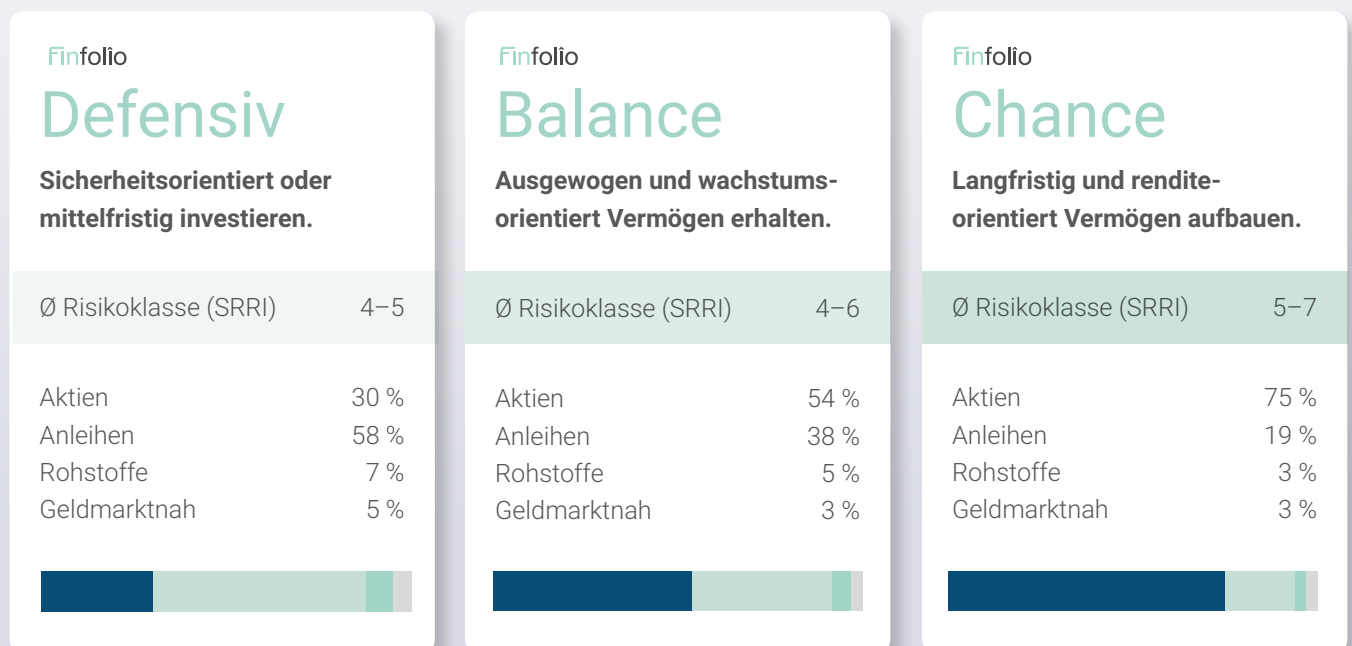 Finfolio
Defensiv
Sicherheitsorientiert oder
mittelfristig investieren.
Ø Risikoklasse (SRRI) 4–5
Aktien 30 %
Anleihen 58 %
Rohstoffe 7 %
Geldmarktnah 5 %
Finfolio
Balance
Ausgewogen und wachstums-
orientiert Vermögen erhalten.
Ø Risikoklasse (SRRI) 4–6
Aktien 54 %
Anleihen 38 %
Rohstoffe 5 %
Geldmarktnah 3 %
Finfolio
Chance
Langfristig und rendite-
orientiert Vermögen aufbauen.
Ø Risikoklasse (SRRI) 5–7
Aktien 75 %
Anleihen 19 %
Rohstoffe 3 %
Geldmarktnah 3 %